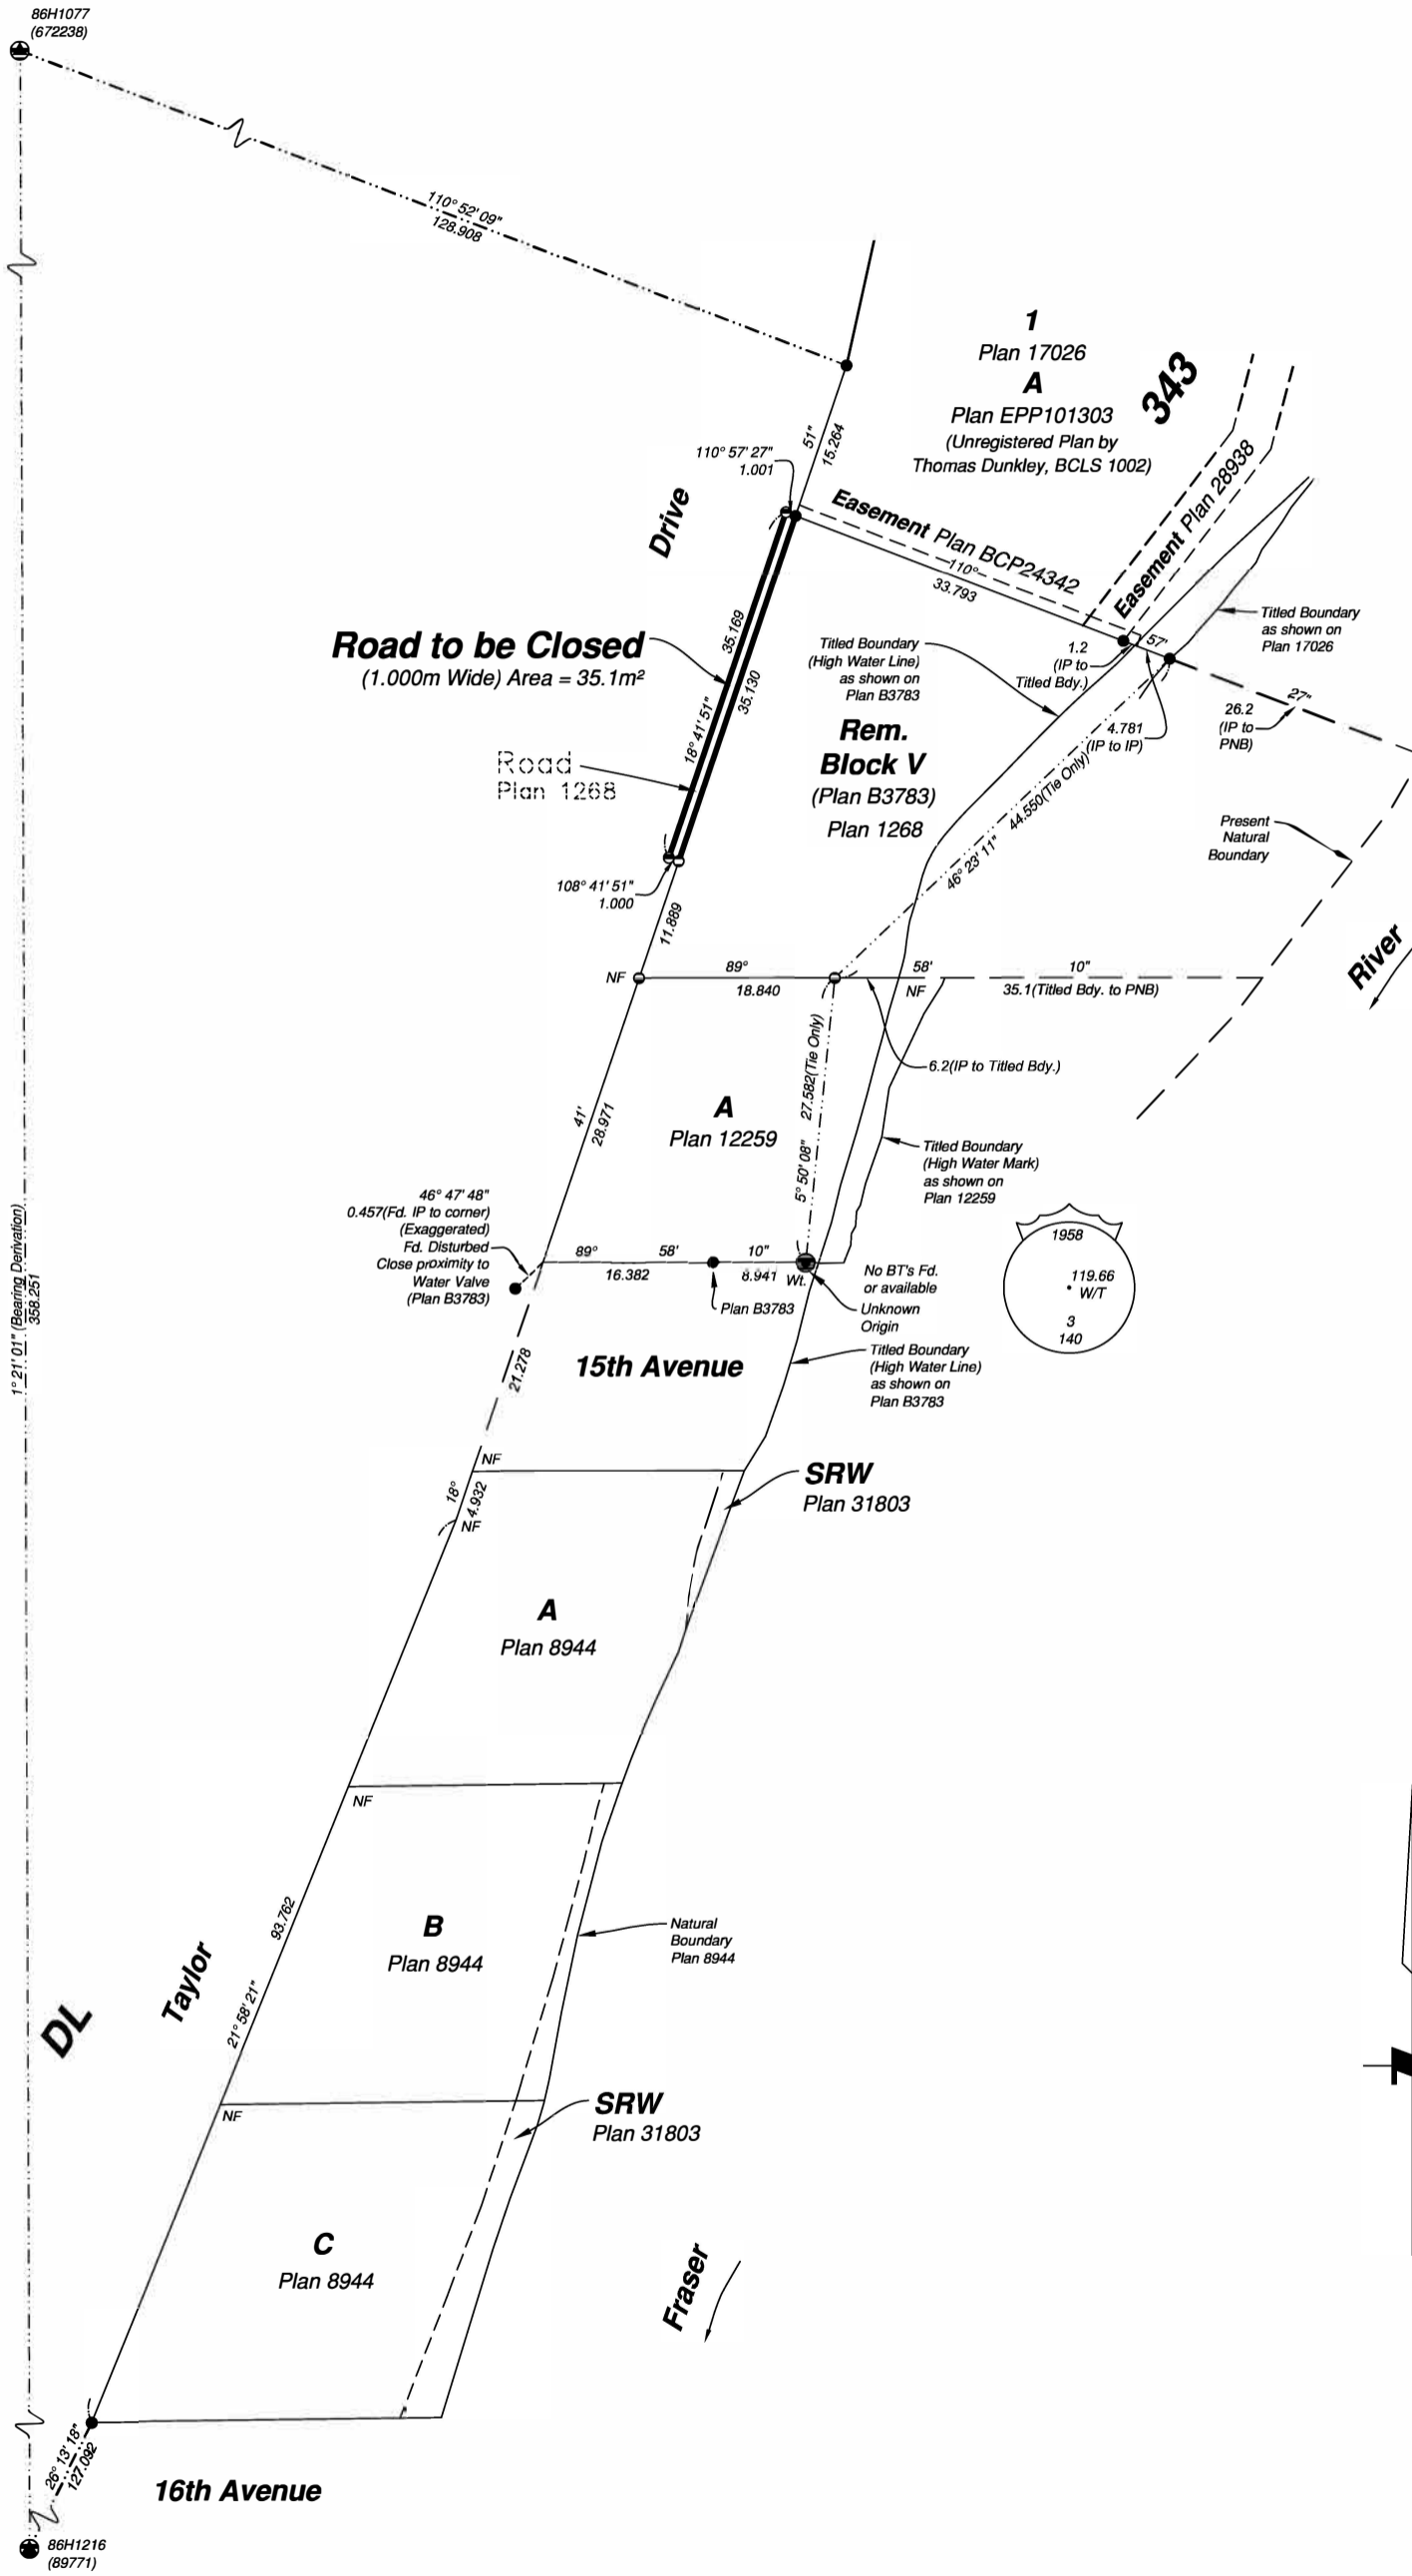 86H1077
(672238)
110° 52' 09"
128.908
1
Plan 17026
A
Plan EPP101303
(Unregistered Plan by
Thomas Dunkley, BCLS 1002)
343
51"
15.264
110° 57' 27"
1.001
Drive
Easement Plan BCP24342
110°
33.793
Easement Plan 28938
57'
Titled Boundary
as shown on
Plan 17026
Road to be Closed
(1.000m Wide) Area = 35.1m²
35.169
35.130
18° 41' 51"
Titled Boundary
(High Water Line)
as shown on
Plan B3783
1.2
(IP to
Titled Bdy.)
27"
26.2
(IP to
PNB)
4.781
(IP to IP)
Rem.
Block V
(Plan B3783)
Plan 1268
Road
Plan 1268
46° 23' 11"
44.550(Tie Only)
Present
Natural
Boundary
108° 41' 51"
1.000
11.889
River
NF
89°
18.840
58'
NF
10"
35.1(Titled Bdy. to PNB)
6.2(IP to Titled Bdy.)
5° 50' 08"
27.582(Tie Only)
A
Plan 12259
41'
28.971
Titled Boundary
(High Water Mark)
as shown on
Plan 12259
46° 47' 48"
0.457(Fd. IP to corner)
(Exaggerated)
Fd. Disturbed
Close proximity to
Water Valve
(Plan B3783)
89°
58'
10"
16.382
8.941
Wt.
Plan B3783
No BT's Fd.
or available
Unknown
Origin
1958
119.66
W/T
3
140
1° 21' 01" (Bearing Derivation)
358.251
21.278
15th Avenue
Titled Boundary
(High Water Line)
as shown on
Plan B3783
NF
18°
4.932
NF
SRW
Plan 31803
A
Plan 8944
NF
93.762
21° 58' 21"
B
Plan 8944
Natural
Boundary
Plan 8944
DL
Taylor
NF
SRW
Plan 31803
C
Plan 8944
Fraser
26° 13' 18"
127.092
16th Avenue
86H1216
(89771)